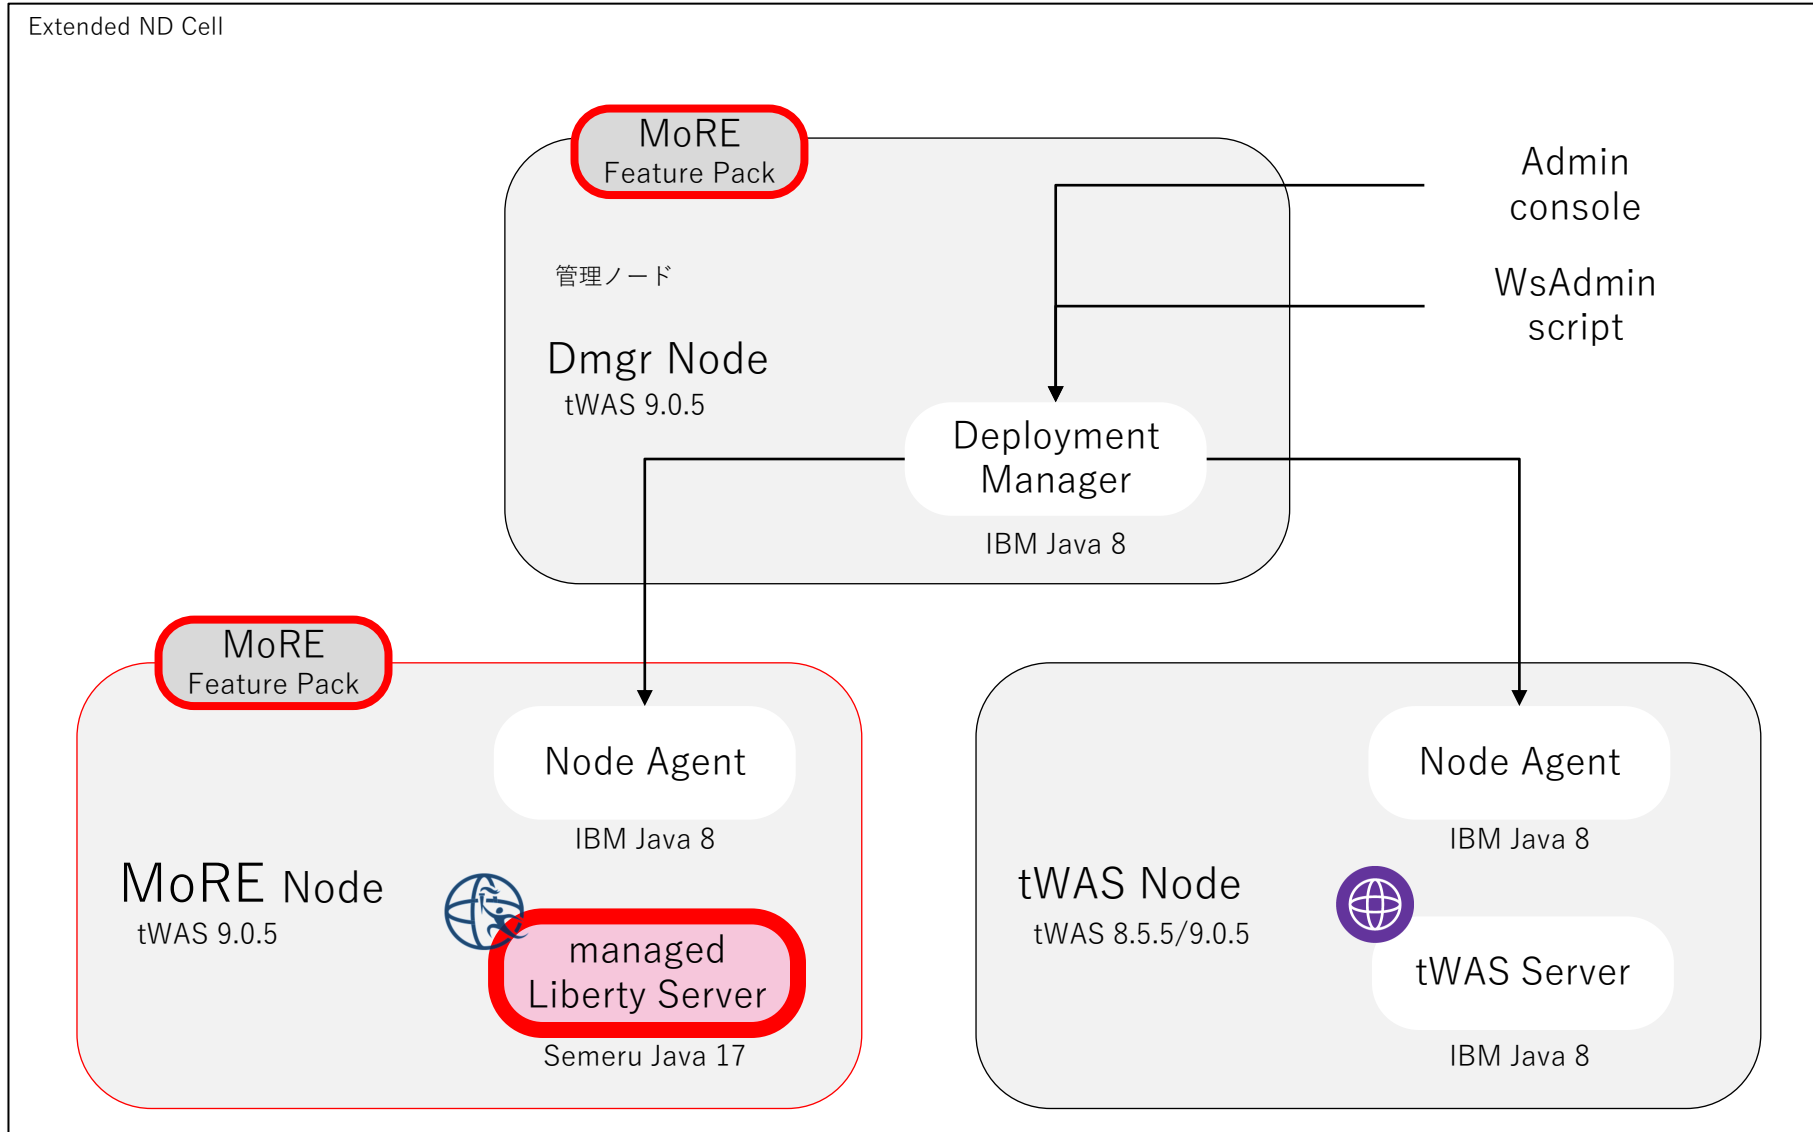 Extended ND Cell
MoRE
Feature Pack
Admin
console
管理ノード
WsAdmin
script
Dmgr Node
tWAS 9.0.5
Deployment
Manager
IBM Java 8
MoRE
Feature Pack
Node Agent
IBM Java 8
MoRE Node
tWAS 9.0.5
managed
Liberty Server
Semeru Java 17
Node Agent
IBM Java 8
tWAS Node
tWAS 8.5.5/9.0.5
tWAS Server
IBM Java 8